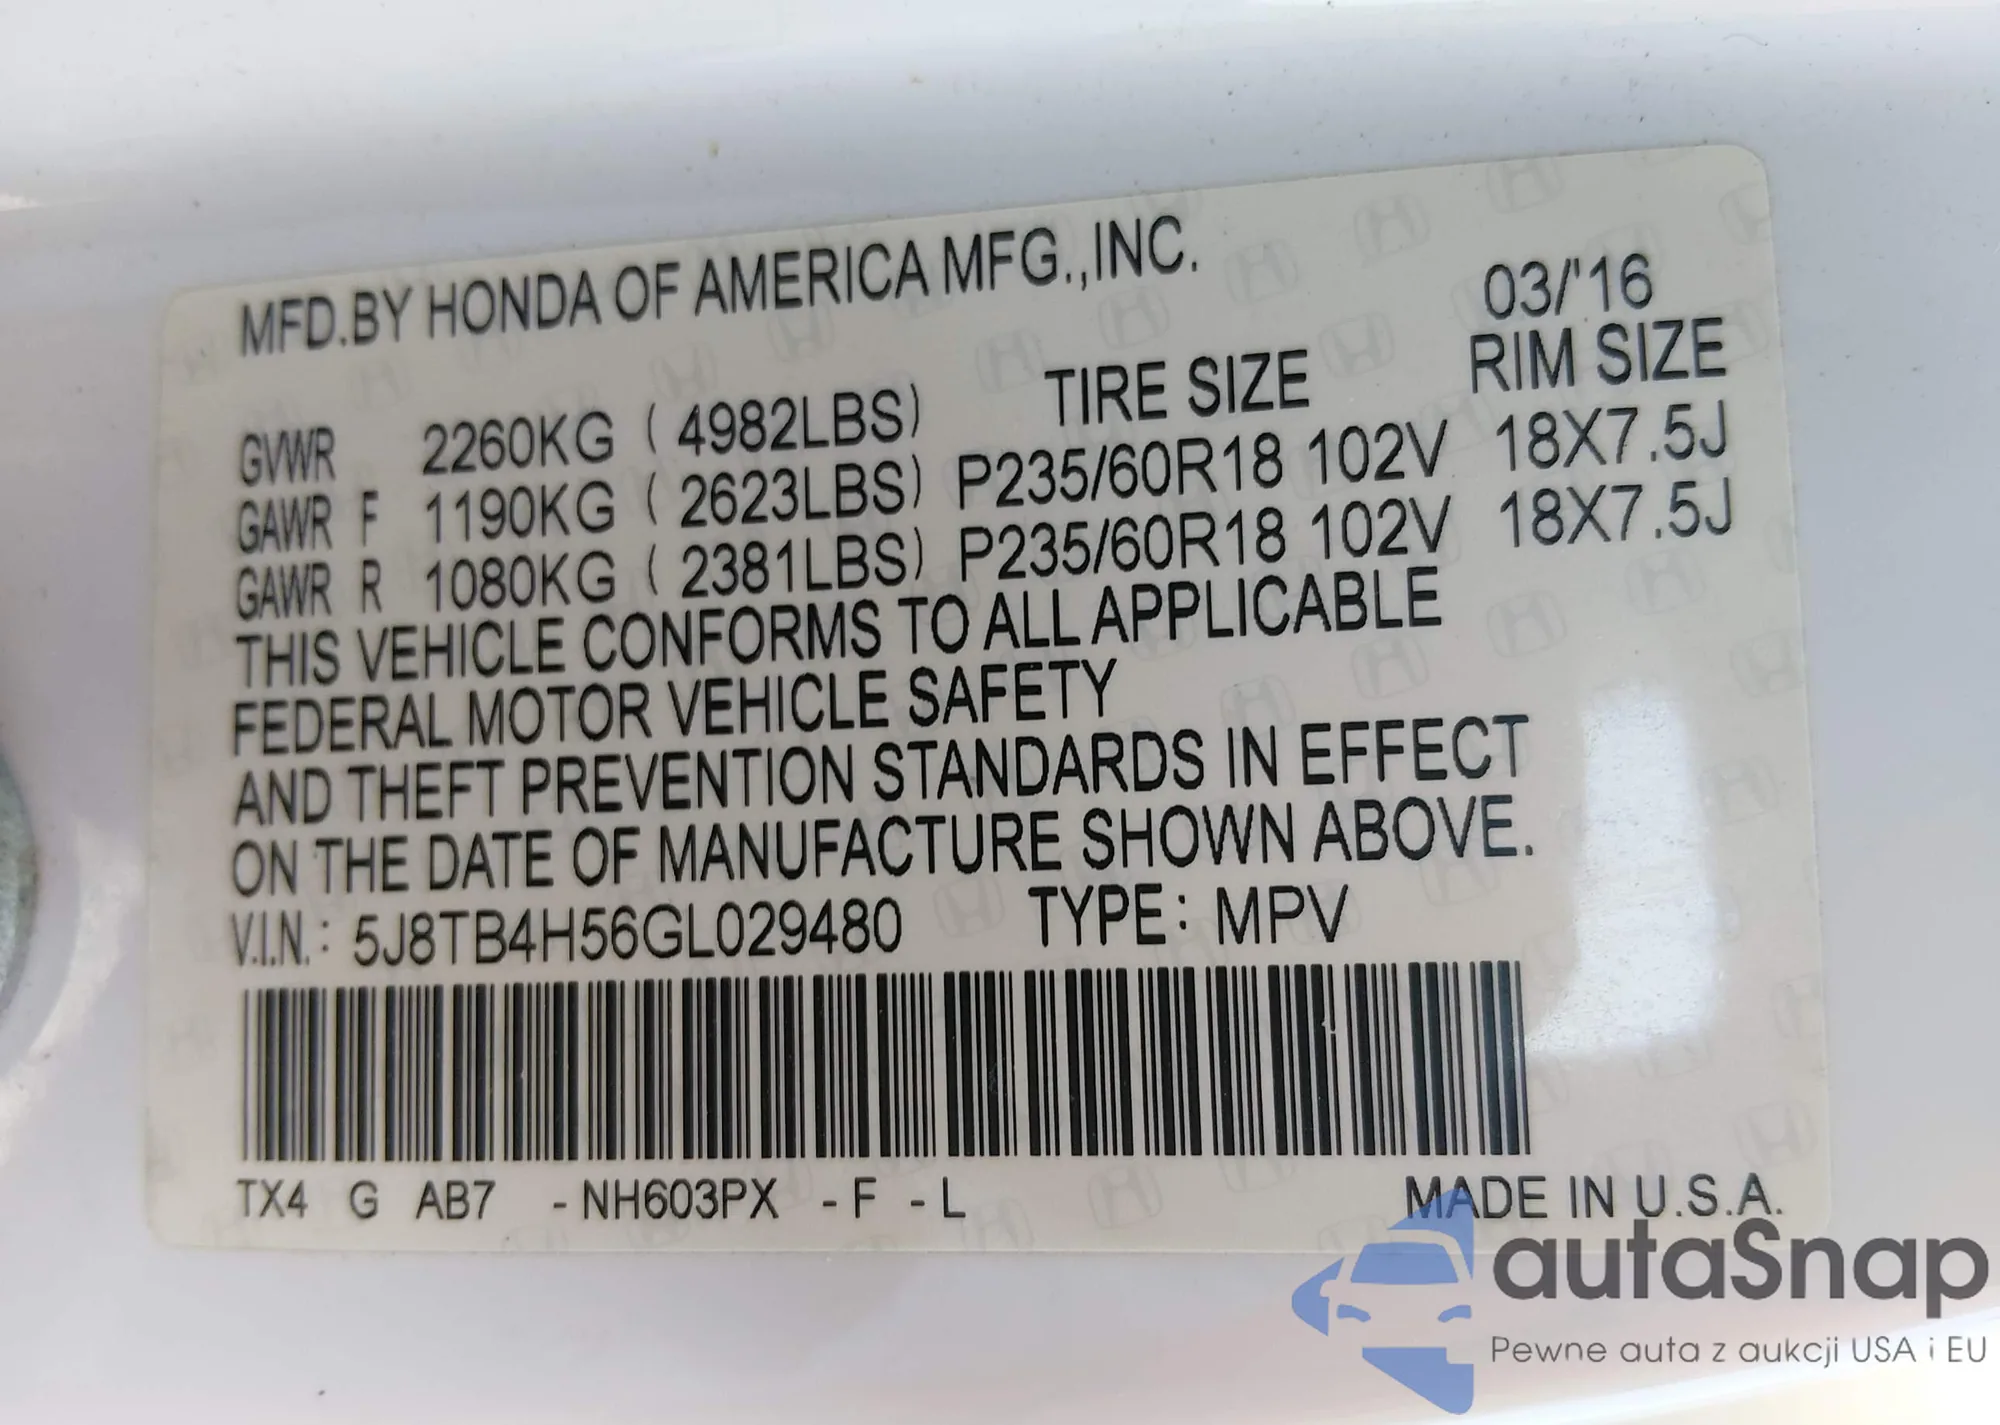 MFD.BY HONDA OF AMERICA MFG.,INC.
03/'16
TIRE SIZE RIM SIZE
GVWR 2260KG ( 4982LBS)
GAWR F 1190KG ( 2623LBS) P235/60R18 102V 18X7.5J
GAWR R 1080KG ( 2381LBS) P235/60R18 102V 18X7.5J
THIS VEHICLE CONFORMS TO ALL APPLICABLE
FEDERAL MOTOR VEHICLE SAFETY
AND THEFT PREVENTION STANDARDS IN EFFECT
ON THE DATE OF MANUFACTURE SHOWN ABOVE.
V.I.N.: 5J8TB4H56GL029480 TYPE: MPV
TX4 G AB7 -NH603PX -F -L MADE IN U.S.A.
autaSnap
Pewne auta z aukcji USA i EU